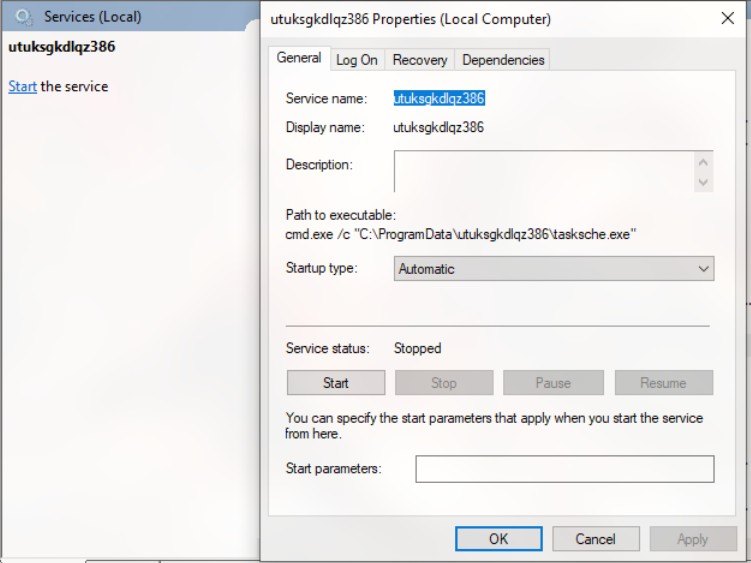 Services (Local)
utuksgkdlqz386
Start the service
utuksgkdlqz386 Properties (Local Computer)
General
Log On
Recovery
Dependencies
Service name: utuksgkdlqz386
Display name: utuksgkdlqz386
Description:
Path to executable:
cmd.exe /c "C:\ProgramData\utuksgkdlqz386\tasksche.exe"
Startup type: Automatic
Service status: Stopped
Start Stop Pause Resume
You can specify the start parameters that apply when you start the service
from here.
Start parameters:
OK Cancel Apply